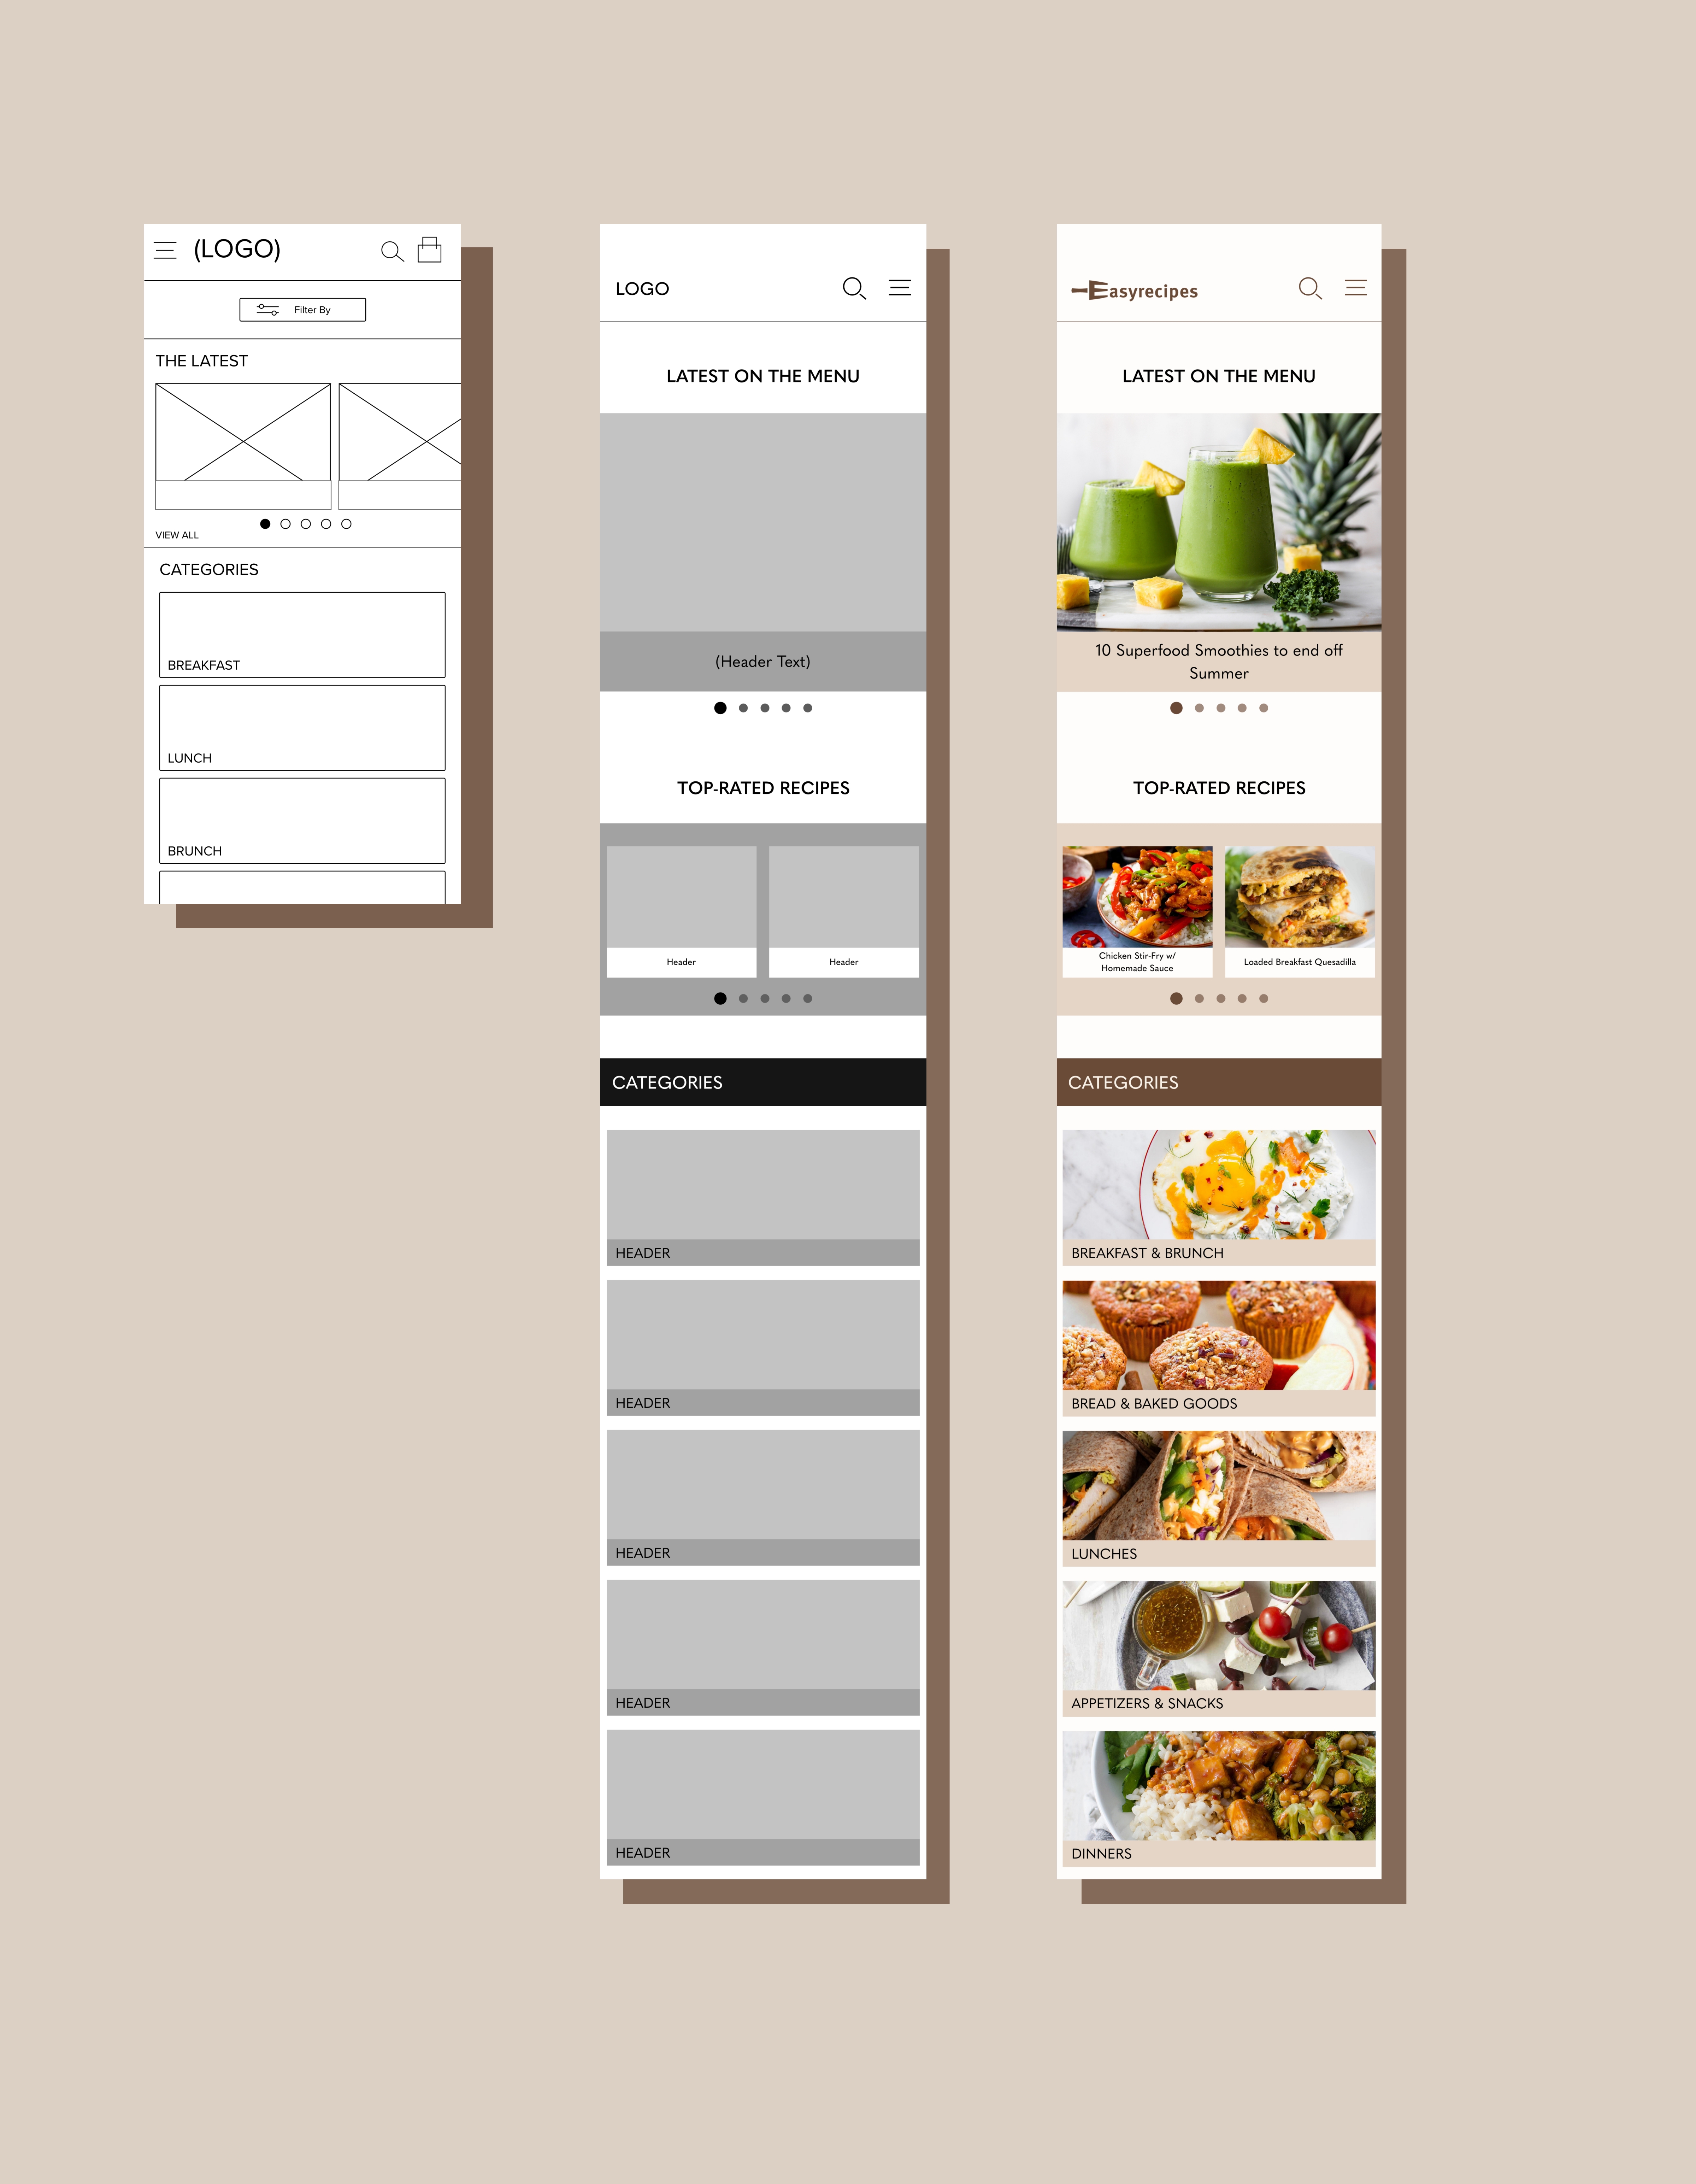 (LOGO)
Filter By
THE LATEST
VIEW ALL
CATEGORIES
BREAKFAST
LUNCH
BRUNCH
LOGO
LATEST ON THE MENU
(Header Text)
TOP-RATED RECIPES
Header
Header
CATEGORIES
HEADER
HEADER
HEADER
HEADER
HEADER
Easyrecipes
LATEST ON THE MENU
10 Superfood Smoothies to end off
Summer
TOP-RATED RECIPES
Chicken Stir-Fry w/
Homemade Sauce
Loaded Breakfast Quesadilla
CATEGORIES
BREAKFAST & BRUNCH
BREAD & BAKED GOODS
LUNCHES
APPETIZERS & SNACKS
DINNERS